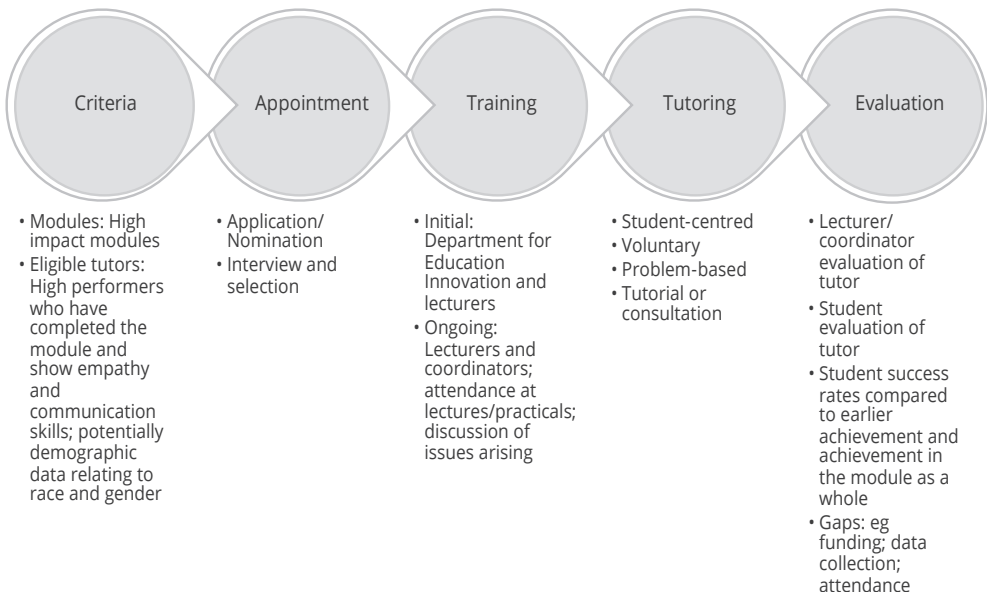 Criteria
Appointment
Training
Tutoring
Evaluation
• Modules: High
impact modules
• Eligible tutors:
High performers
who have
completed the
module and
show empathy
and
communication
skills; potentially
demographic
data relating to
race and gender
• Application/
Nomination
• Interview and
selection
• Initial:
Department for
Education
Innovation and
lecturers
• Ongoing:
Lecturers and
coordinators;
attendance at
lectures/practicals;
discussion of
issues arising
• Student-centred
• Voluntary
• Problem-based
• Tutorial or
consultation
• Lecturer/
coordinator
evaluation of
tutor
• Student
evaluation of
tutor
• Student success
rates compared
to earlier
achievement and
achievement in
the module as a
whole
• Gaps: eg
funding; data
collection;
attendance